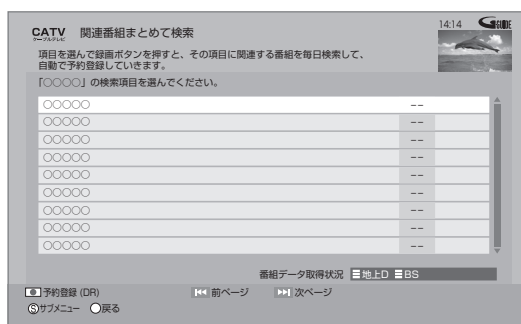 CATV 関連番組まとめて検索 14:14 G-GUIDE
ケーブルテレビ
項目を選んで録画ボタンを押すと、その項目に関連する番組を毎日検索して、
自動で予約登録していきます。
「○○○○」の検索項目を選んでください。
○○○○○ --
○○○○○ --
○○○○○ --
○○○○○ --
○○○○○ --
○○○○○ --
○○○○○ --
○○○○○ --
○○○○○ --
番組データ取得状況 地上D BS
予約登録 (DR) 前ページ 次ページ
Ⓢサブメニュー 戻る